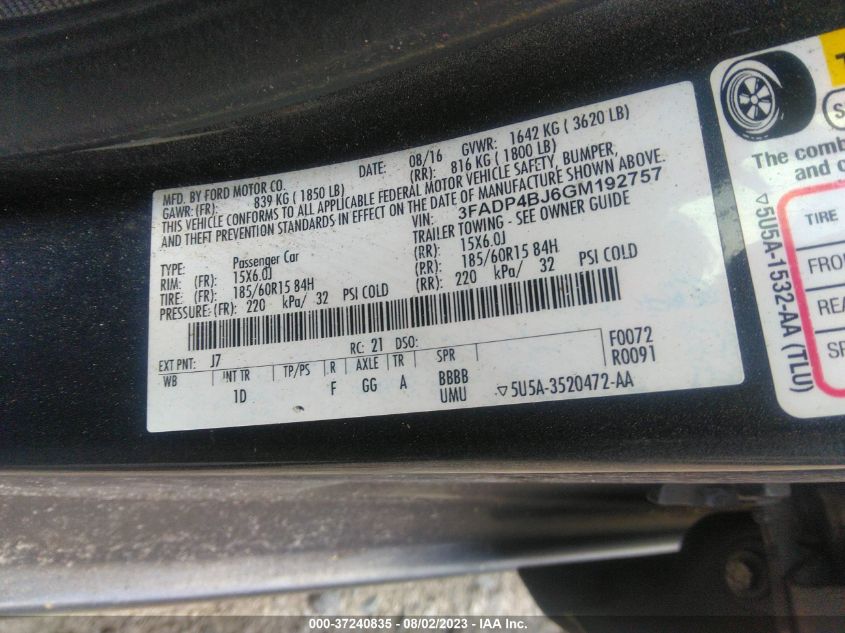 MFD. BY FORD MOTOR CO.
DATE: 08/16 GVWR: 1642 KG ( 3620 LB)
GAWR: (FR): 839 KG ( 1850 LB) (RR): 816 KG ( 1800 LB)
THIS VEHICLE CONFORMS TO ALL APPLICABLE FEDERAL MOTOR VEHICLE SAFETY, BUMPER,
AND THEFT PREVENTION STANDARDS IN EFFECT ON THE DATE OF MANUFACTURE SHOWN ABOVE.
VIN: 3FADP4BJ6GM192757
TYPE: Passenger Car TRAILER TOWING - SEE OWNER GUIDE
RIM: (FR): 15X6.0J (RR): 15X6.0J
TIRE: (FR): 185/60R15 84H (RR): 185/60R15 84H
PRESSURE: (FR): 220 kPa/ 32 PSI COLD (RR): 220 kPa/ 32 PSI COLD
EXT PNT: J7 RC: 21 DSO: F0072
WB INT TR TP/PS R AXLE TR SPR R0091
1D F GG A BBBB
UMU ▽5U5A-3520472-AA
The comb
and c
TIRE
FRO
REA
SP
▽5U5A-1532-AA (TLU)
000-37240835 - 08/02/2023 - IAA Inc.